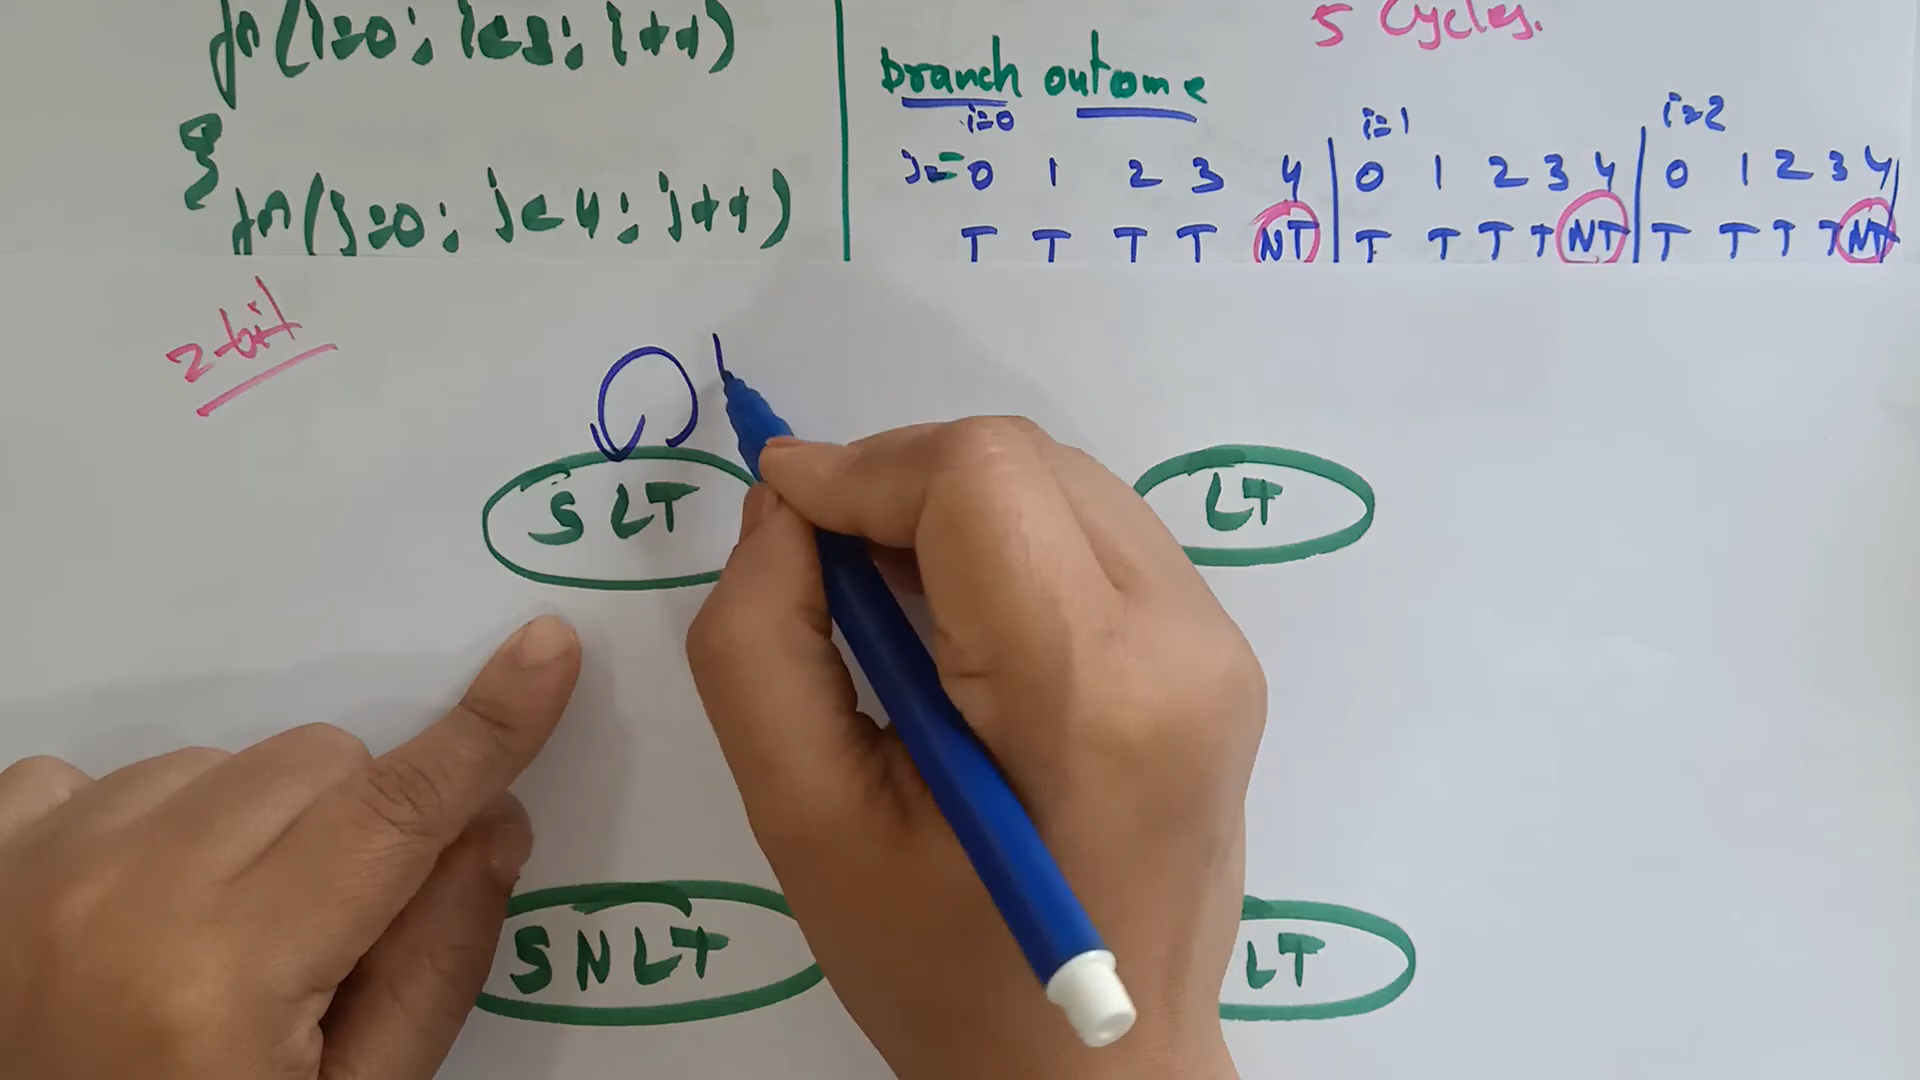 for(i=0; i<3; i++)
{
for(j=0; j<4; j++)
5 Cycles.
branch outcome
i=0 i=1 i=2
j= 0 1 2 3 4 0 1 2 3 4 0 1 2 3 4
T T T T NT T T T T NT T T T T NT
2-bit
SLT LT
SNLT LT